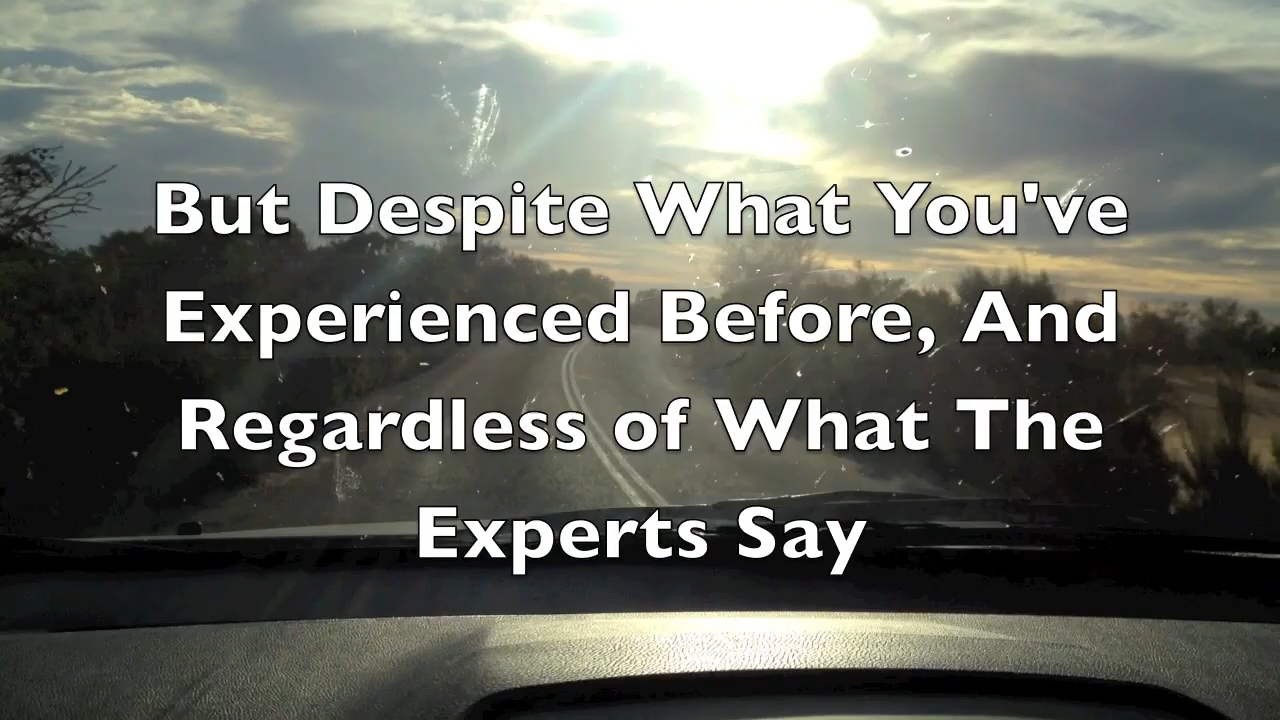 But Despite What You've
Experienced Before, And
Regardless of What The
Experts Say